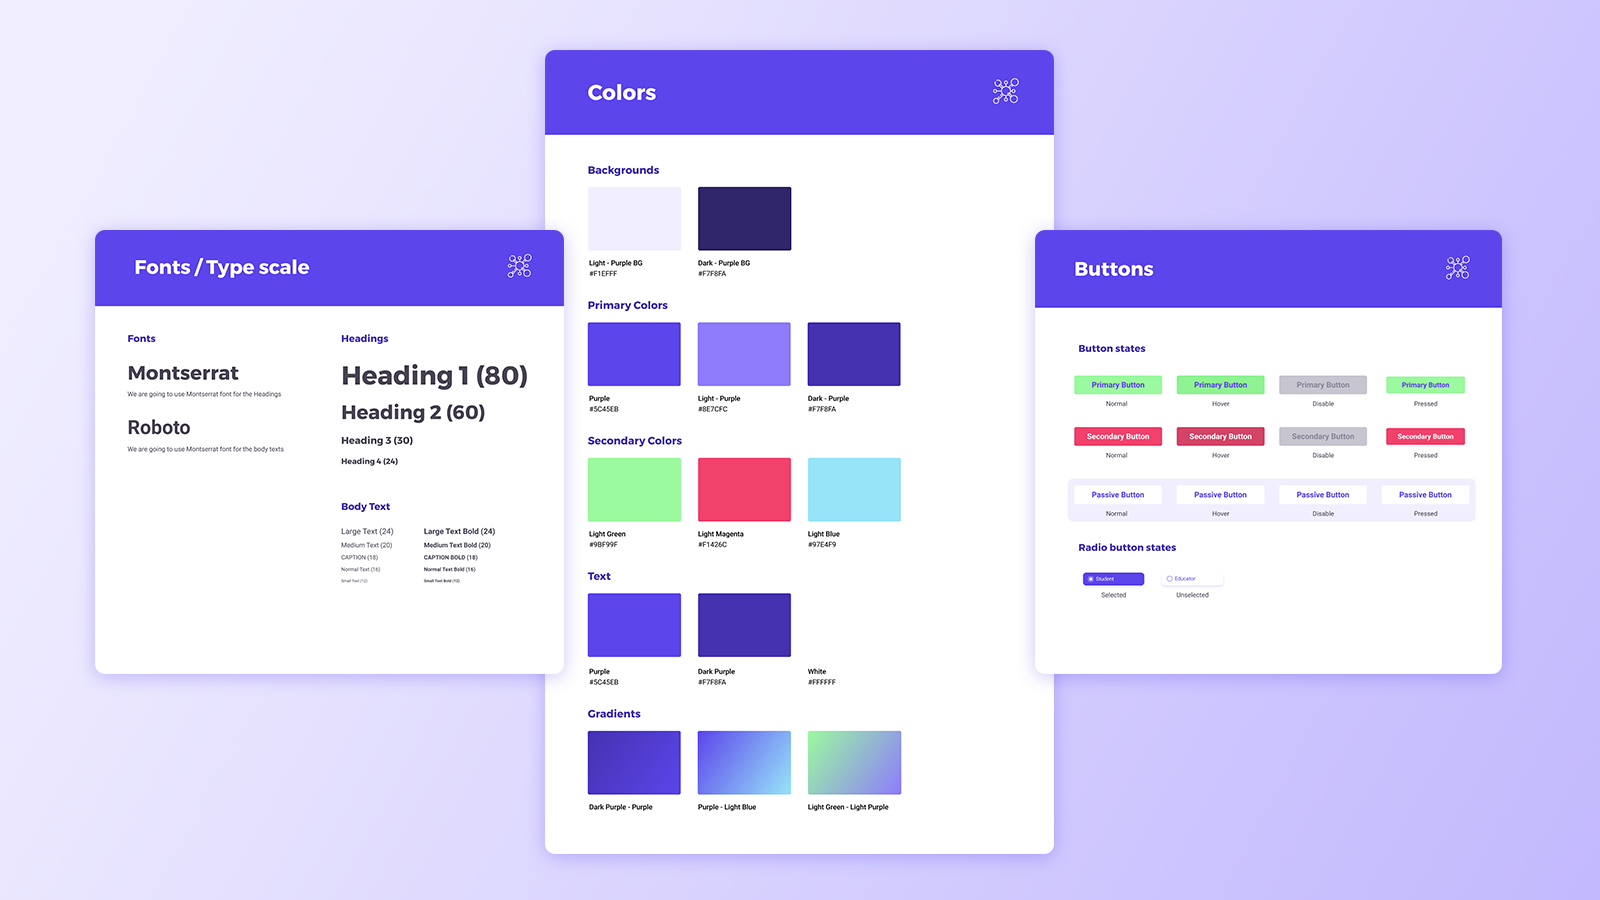 Fonts / Type scale
Fonts
Montserrat
We are going to use Montserrat font for the Headings
Roboto
We are going to use Montserrat font for the body texts
Headings
Heading 1 (80)
Heading 2 (60)
Heading 3 (30)
Heading 4 (24)
Body Text
Large Text (24) Large Text Bold (24)
Medium Text (20) Medium Text Bold (20)
CAPTION (18) CAPTION BOLD (18)
Normal Text (16) Normal Text Bold (16)
Small Text (12) Small Text Bold (12)
Colors
Backgrounds
Light - Purple BG Dark - Purple BG
#F1EFFF #F7F8FA
Primary Colors
Purple Light - Purple Dark - Purple
#5C45EB #8E7CFC #F7F8FA
Secondary Colors
Light Green Light Magenta Light Blue
#9BF99F #F1426C #97E4F9
Text
Purple Dark Purple White
#5C45EB #F7F8FA #FFFFFF
Gradients
Dark Purple - Purple Purple - Light Blue Light Green - Light Purple
Buttons
Button states
Primary Button Primary Button Primary Button Primary Button
Normal Hover Disable Pressed
Secondary Button Secondary Button Secondary Button Secondary Button
Normal Hover Disable Pressed
Passive Button Passive Button Passive Button Passive Button
Normal Hover Disable Pressed
Radio button states
Student Educator
Selected Unselected